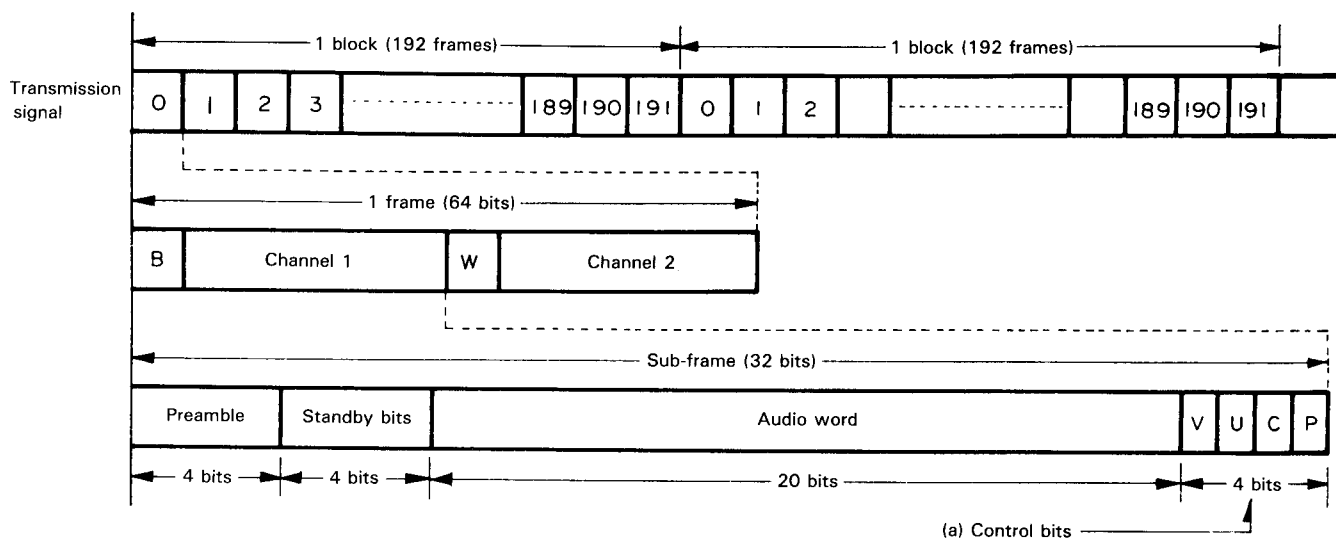 1 block (192 frames) 1 block (192 frames)
Transmission
signal
0 1 2 3 189 190 191 0 1 2 189 190 191
1 frame (64 bits)
B Channel 1 W Channel 2
Sub-frame (32 bits)
Preamble Standby bits Audio word V U C P
4 bits 4 bits 20 bits 4 bits
(a) Control bits